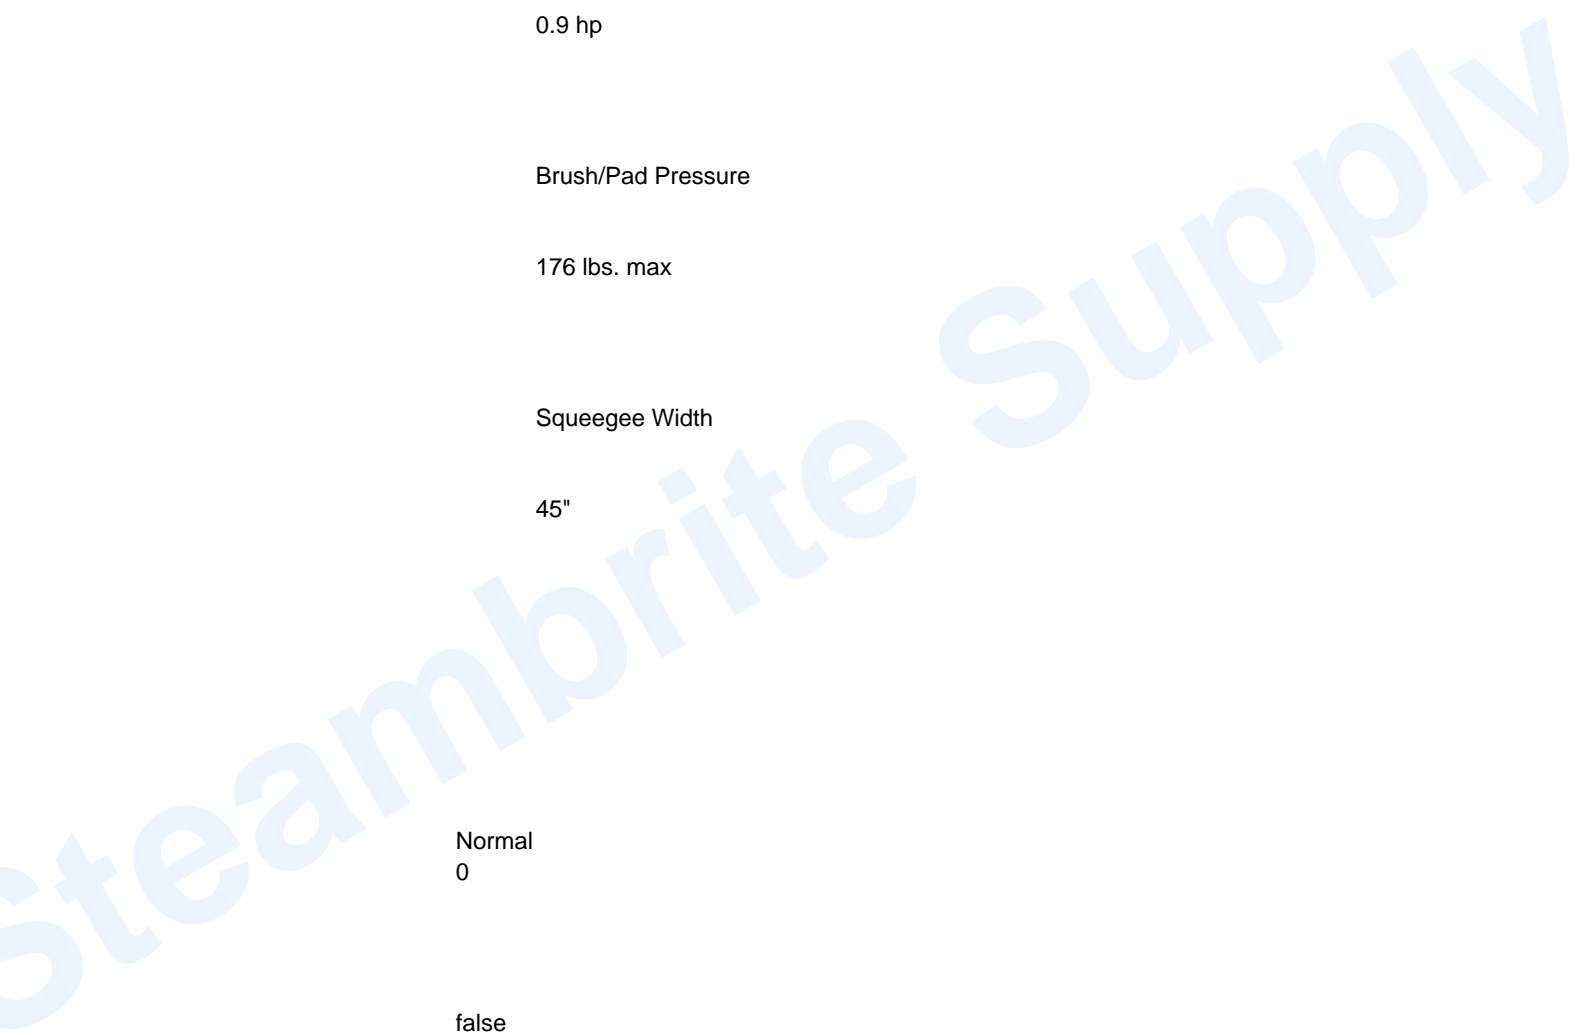 0.9 hp
Brush/Pad Pressure
176 lbs. max
Squeegee Width
45"
Normal
0
false
Steambrite Supply